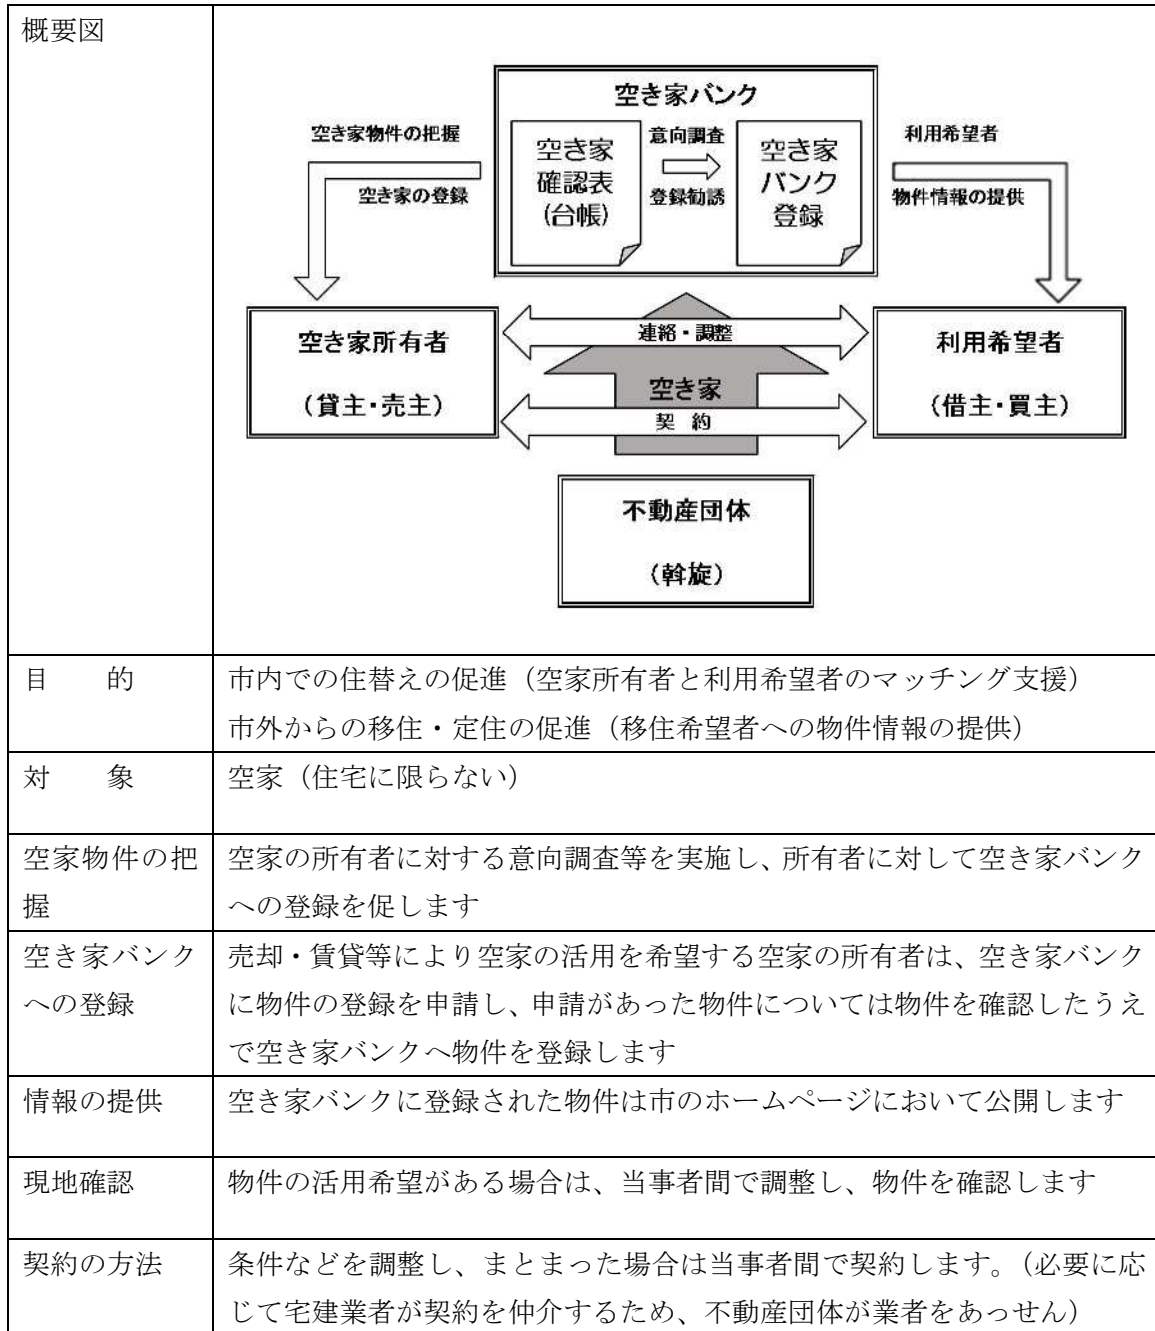 概要図
空き家バンク
空き家物件の把握
空き家の登録
空き家
確認表
(台帳)
意向調査
登録勧誘
空き家
バンク
登録
利用希望者
物件情報の提供
空き家所有者
（貸主・売主）
連絡・調整
空き家
契　約
利用希望者
（借主・買主）
不動産団体
（斡旋）
目　　的
市内での住替えの促進（空家所有者と利用希望者のマッチング支援）
市外からの移住・定住の促進（移住希望者への物件情報の提供）
対　　象
空家（住宅に限らない）
空家物件の把
握
空家の所有者に対する意向調査等を実施し、所有者に対して空き家バンク
への登録を促します
空き家バンク
への登録
売却・賃貸等により空家の活用を希望する空家の所有者は、空き家バンク
に物件の登録を申請し、申請があった物件については物件を確認したうえ
で空き家バンクへ物件を登録します
情報の提供
空き家バンクに登録された物件は市のホームページにおいて公開します
現地確認
物件の活用希望がある場合は、当事者間で調整し、物件を確認します
契約の方法
条件などを調整し、まとまった場合は当事者間で契約します。（必要に応
じて宅建業者が契約を仲介するため、不動産団体が業者をあっせん）